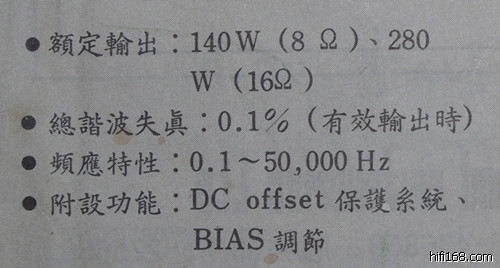 ●額定輸出：140W (8 Ω)、280
W (16Ω)
●總諧波失眞：0.1% (有效輸出時)
●頻應特性：0.1～50,000 Hz
●附設功能：DC offset 保護系統、
BIAS 調節
hifi168.com